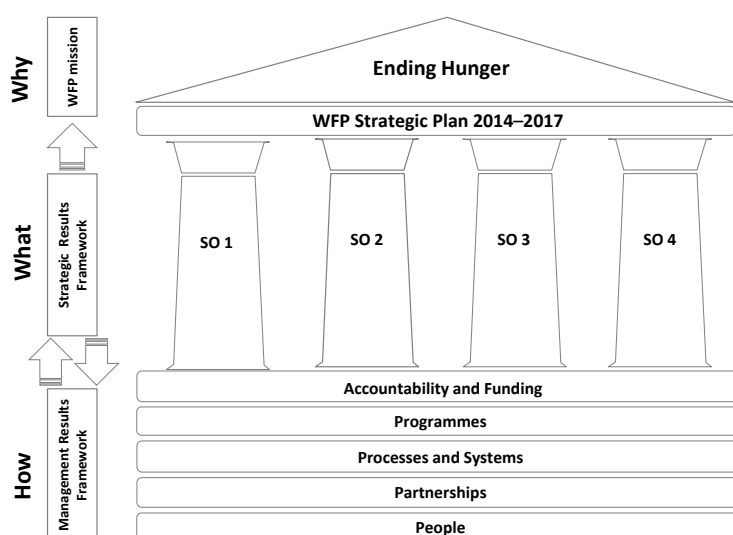 Why
WFP mission
Ending Hunger
WFP Strategic Plan 2014–2017
What
Strategic Results
Framework
SO 1
SO 2
SO 3
SO 4
How
Management Results
Framework
Accountability and Funding
Programmes
Processes and Systems
Partnerships
People